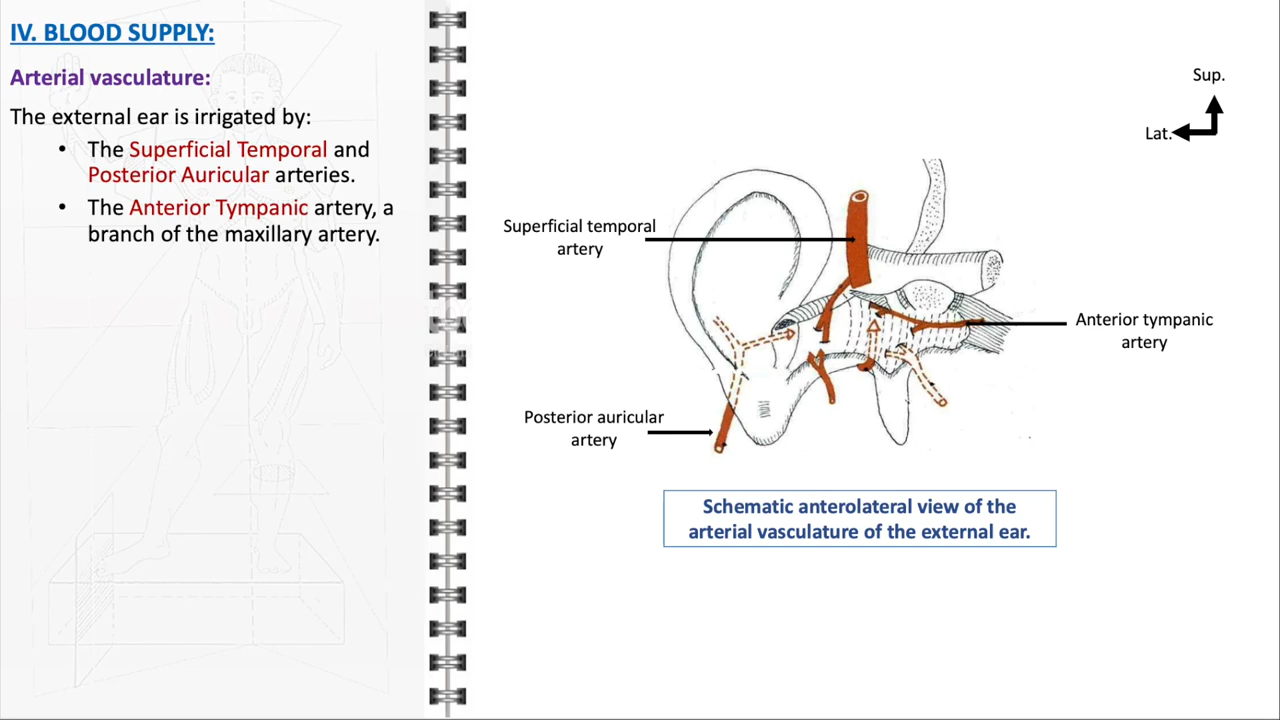 IV. BLOOD SUPPLY:
Arterial vasculature:
The external ear is irrigated by:
• The Superficial Temporal and
Posterior Auricular arteries.
• The Anterior Tympanic artery, a
branch of the maxillary artery.
Sup.
Lat.
Superficial temporal
artery
Anterior tympanic
artery
Posterior auricular
artery
Schematic anterolateral view of the
arterial vasculature of the external ear.